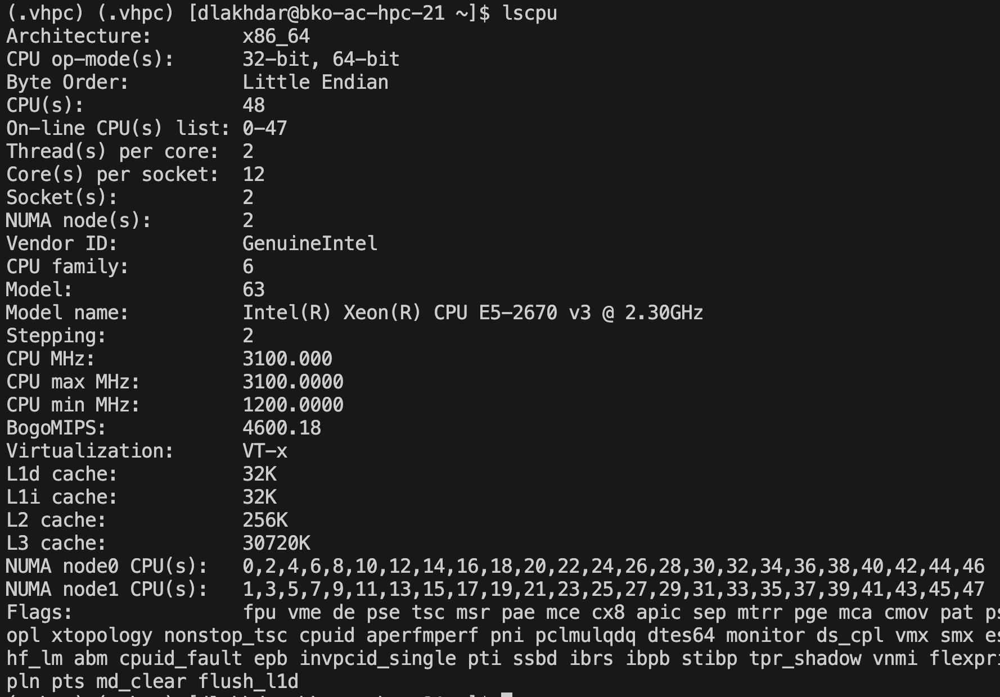 (.vhpc) (.vhpc) [dlakhdar@bko-ac-hpc-21 ~]$ lscpu
Architecture: x86_64
CPU op-mode(s): 32-bit, 64-bit
Byte Order: Little Endian
CPU(s): 48
On-line CPU(s) list: 0-47
Thread(s) per core: 2
Core(s) per socket: 12
Socket(s): 2
NUMA node(s): 2
Vendor ID: GenuineIntel
CPU family: 6
Model: 63
Model name: Intel(R) Xeon(R) CPU E5-2670 v3 @ 2.30GHz
Stepping: 2
CPU MHz: 3100.000
CPU max MHz: 3100.0000
CPU min MHz: 1200.0000
BogoMIPS: 4600.18
Virtualization: VT-x
L1d cache: 32K
L1i cache: 32K
L2 cache: 256K
L3 cache: 30720K
NUMA node0 CPU(s): 0,2,4,6,8,10,12,14,16,18,20,22,24,26,28,30,32,34,36,38,40,42,44,46
NUMA node1 CPU(s): 1,3,5,7,9,11,13,15,17,19,21,23,25,27,29,31,33,35,37,39,41,43,45,47
Flags: fpu vme de pse tsc msr pae mce cx8 apic sep mtrr pge mca cmov pat
opl xtopology nonstop_tsc cpuid aperfmperf pni pclmulqdq dtes64 monitor ds_cpl vmx smx
hf_lm abm cpuid_fault epb invpcid_single pti ssbd ibrs ibpb stibp tpr_shadow vnmi flexpri
pln pts md_clear flush_l1d